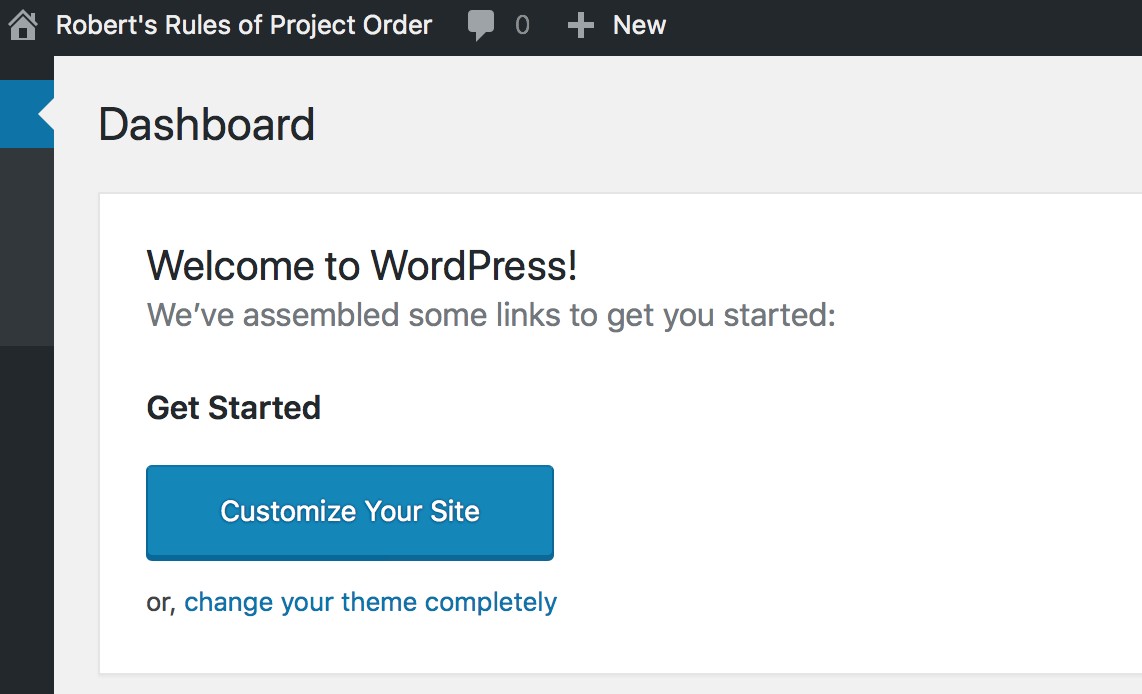 Robert's Rules of Project Order 0 New
Dashboard
Welcome to WordPress!
We’ve assembled some links to get you started:
Get Started
Customize Your Site
or, change your theme completely